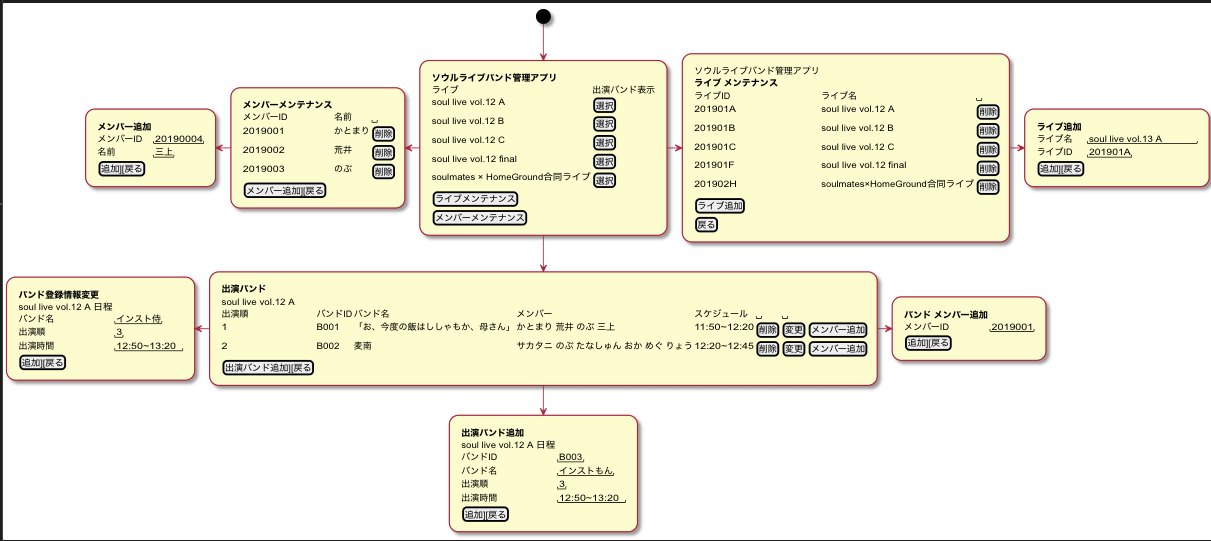 ソウルライブバンド管理アプリ
ライブ 出演バンド表示
soul live vol.12 A 選択
soul live vol.12 B 選択
soul live vol.12 C 選択
soul live vol.12 final 選択
soulmates × HomeGround合同ライブ 選択
ライブメンテナンス
メンバーメンテナンス
メンバーメンテナンス
メンバーID 名前
2019001 かとまり 削除
2019002 荒井 削除
2019003 のぶ 削除
メンバー追加][戻る
メンバー追加
メンバーID 20190004
名前 三上
追加][戻る
ソウルライブバンド管理アプリ
ライブ メンテナンス
ライブID ライブ名
201901A soul live vol.12 A 削除
201901B soul live vol.12 B 削除
201901C soul live vol.12 C 削除
201901F soul live vol.12 final 削除
201902H soulmates×HomeGround合同ライブ 削除
ライブ追加
戻る
ライブ追加
ライブ名 soul live vol.13 A
ライブID 201901A
追加][戻る
バンド登録情報変更
soul live vol.12 A 日程
バンド名 インスト侍
出演順 3
出演時間 12:50~13:20
追加][戻る
出演バンド
soul live vol.12 A
出演順 バンドID バンド名 メンバー スケジュール
1 B001 「お、今度の飯はししゃもか、母さん」 かとまり 荒井 のぶ 三上 11:50~12:20 削除 変更 メンバー追加
2 B002 麦南 サカタニ のぶ たなしゅん おか めぐ りょう 12:20~12:45 削除 変更 メンバー追加
出演バンド追加][戻る
バンド メンバー追加
メンバーID 2019001
追加][戻る
出演バンド追加
soul live vol.12 A 日程
バンドID B003
バンド名 インストもん
出演順 3
出演時間 12:50~13:20
追加][戻る